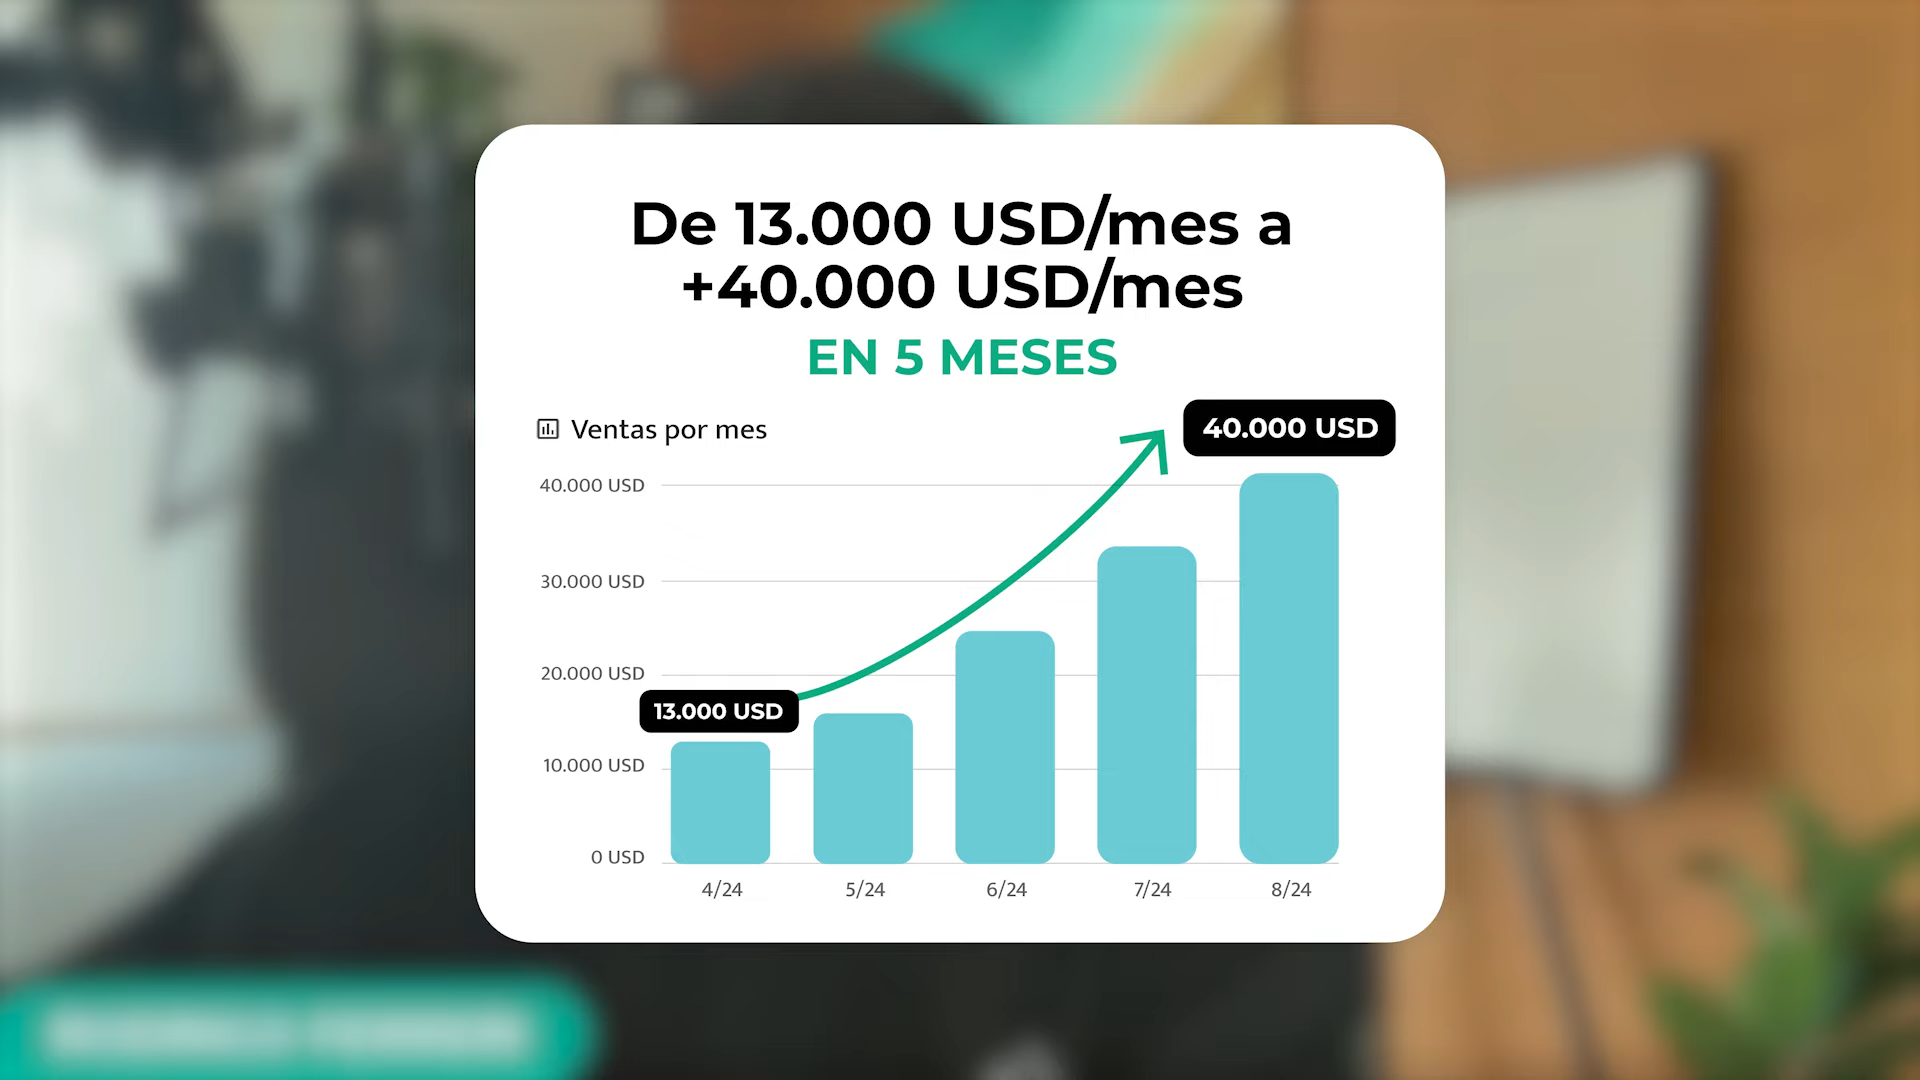 De 13.000 USD/mes a
+40.000 USD/mes
EN 5 MESES
Ventas por mes
40.000 USD
40.000 USD
30.000 USD
20.000 USD
13.000 USD
10.000 USD
0 USD
4/24 5/24 6/24 7/24 8/24